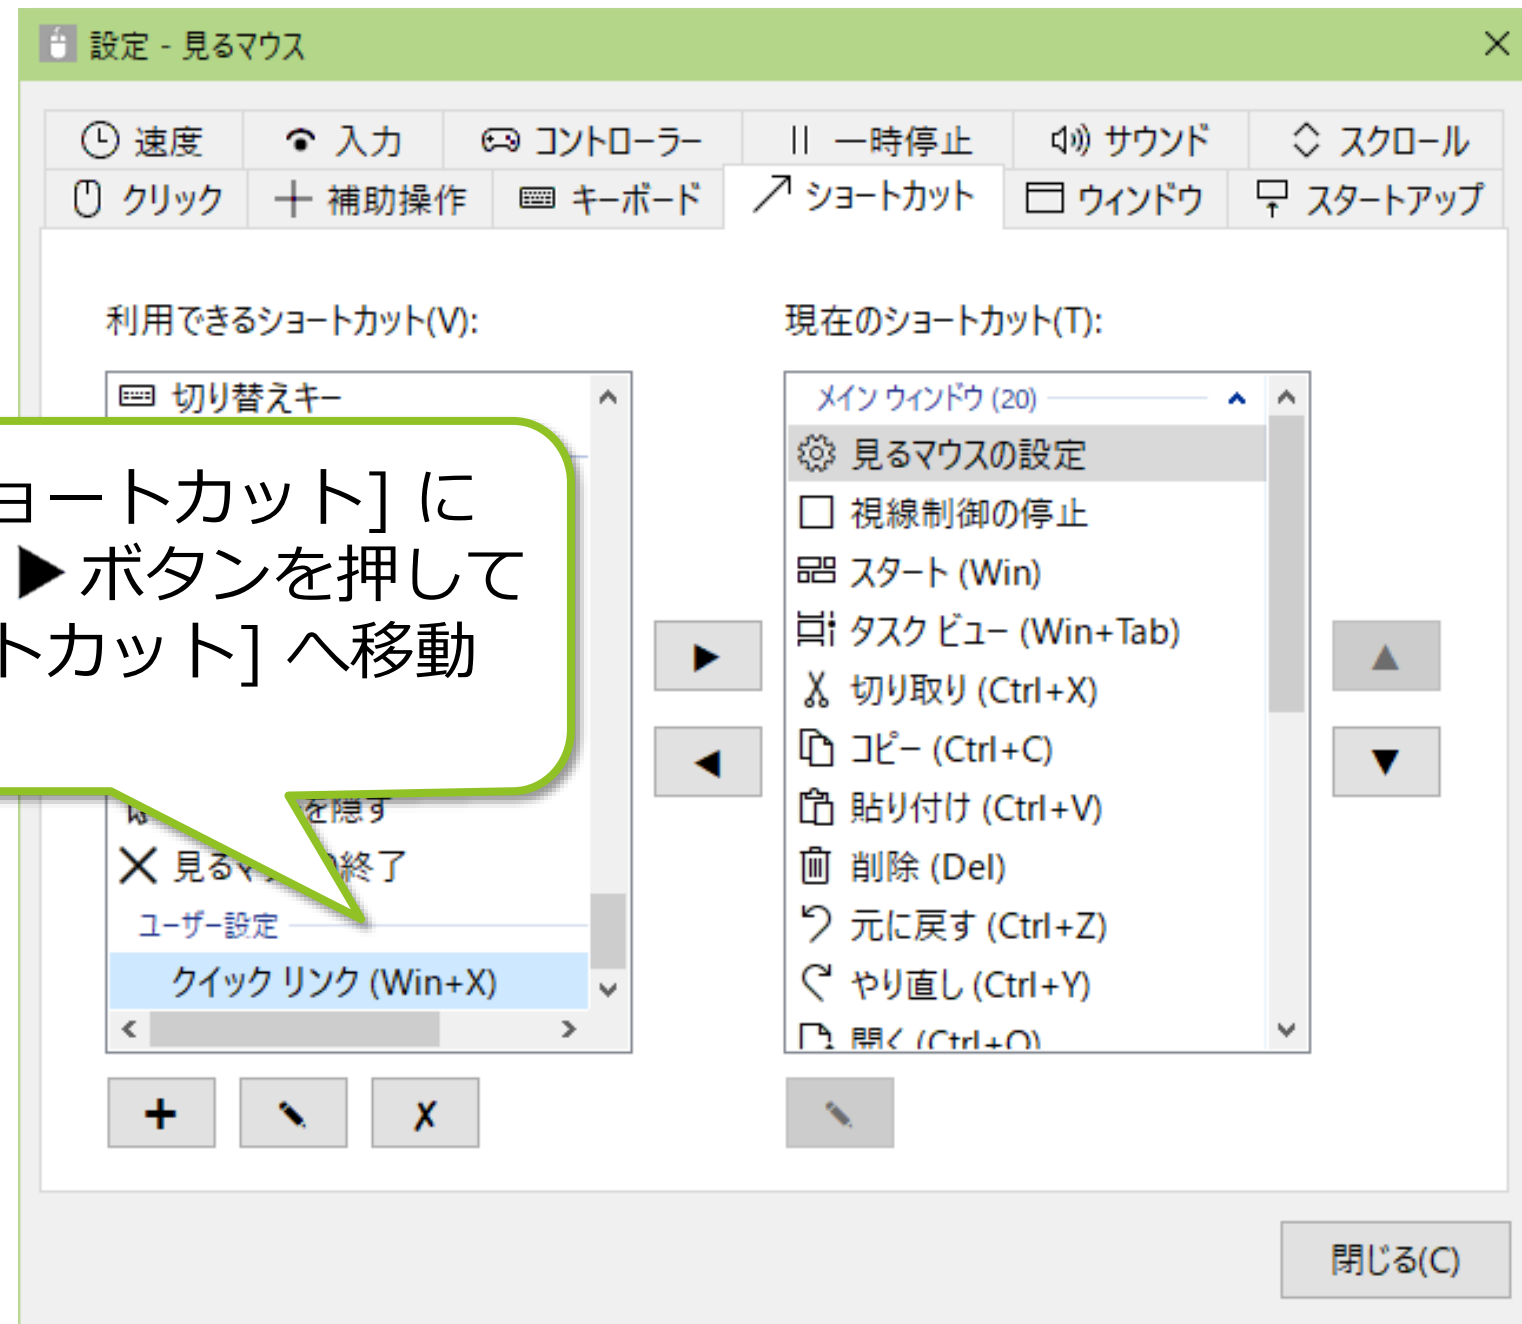 設定 - 見るマウス
速度 入力 コントローラー 一時停止 サウンド スクロール
クリック 補助操作 キーボード ショートカット ウィンドウ スタートアップ
利用できるショートカット(V):
切り替えキー
ョートカット] に
▶ボタンを押して
トカット] へ移動
を隠す
見るマ 終了
ユーザー設定
クイック リンク (Win+X)
現在のショートカット(T):
メイン ウィンドウ (20)
見るマウスの設定
視線制御の停止
スタート (Win)
タスク ビュー (Win+Tab)
切り取り (Ctrl+X)
コピー (Ctrl+C)
貼り付け (Ctrl+V)
削除 (Del)
元に戻す (Ctrl+Z)
やり直し (Ctrl+Y)
開く (Ctrl+O)
閉じる(C)